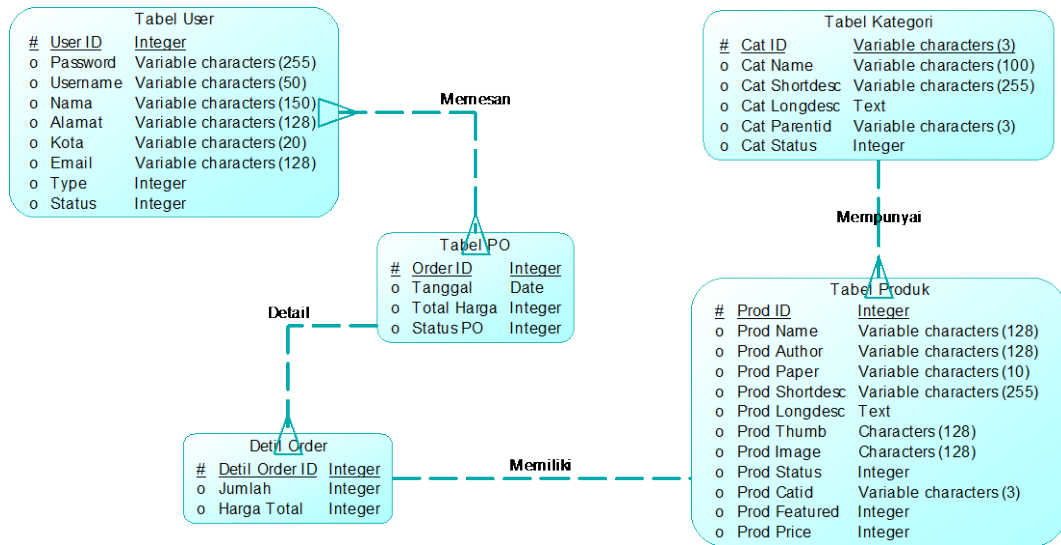 Tabel User
# User ID Integer
o Password Variable characters (255)
o Username Variable characters (50)
o Nama Variable characters (150)
o Alamat Variable characters (128)
o Kota Variable characters (20)
o Email Variable characters (128)
o Type Integer
o Status Integer
Memesan
Tabel Kategori
# Cat ID Variable characters (3)
o Cat Name Variable characters (100)
o Cat Shortdesc Variable characters (255)
o Cat Longdesc Text
o Cat Parentid Variable characters (3)
o Cat Status Integer
Mempunyai
Tabel PO
# Order ID Integer
o Tanggal Date
o Total Harga Integer
o Status PO Integer
Detail
Tabel Produk
# Prod ID Integer
o Prod Name Variable characters (128)
o Prod Author Variable characters (128)
o Prod Paper Variable characters (10)
o Prod Shortdesc Variable characters (255)
o Prod Longdesc Text
o Prod Thumb Characters (128)
o Prod Image Characters (128)
o Prod Status Integer
o Prod Catid Variable characters (3)
o Prod Featured Integer
o Prod Price Integer
Detil Order
# Detil Order ID Integer
o Jumlah Integer
o Harga Total Integer
Memiliki